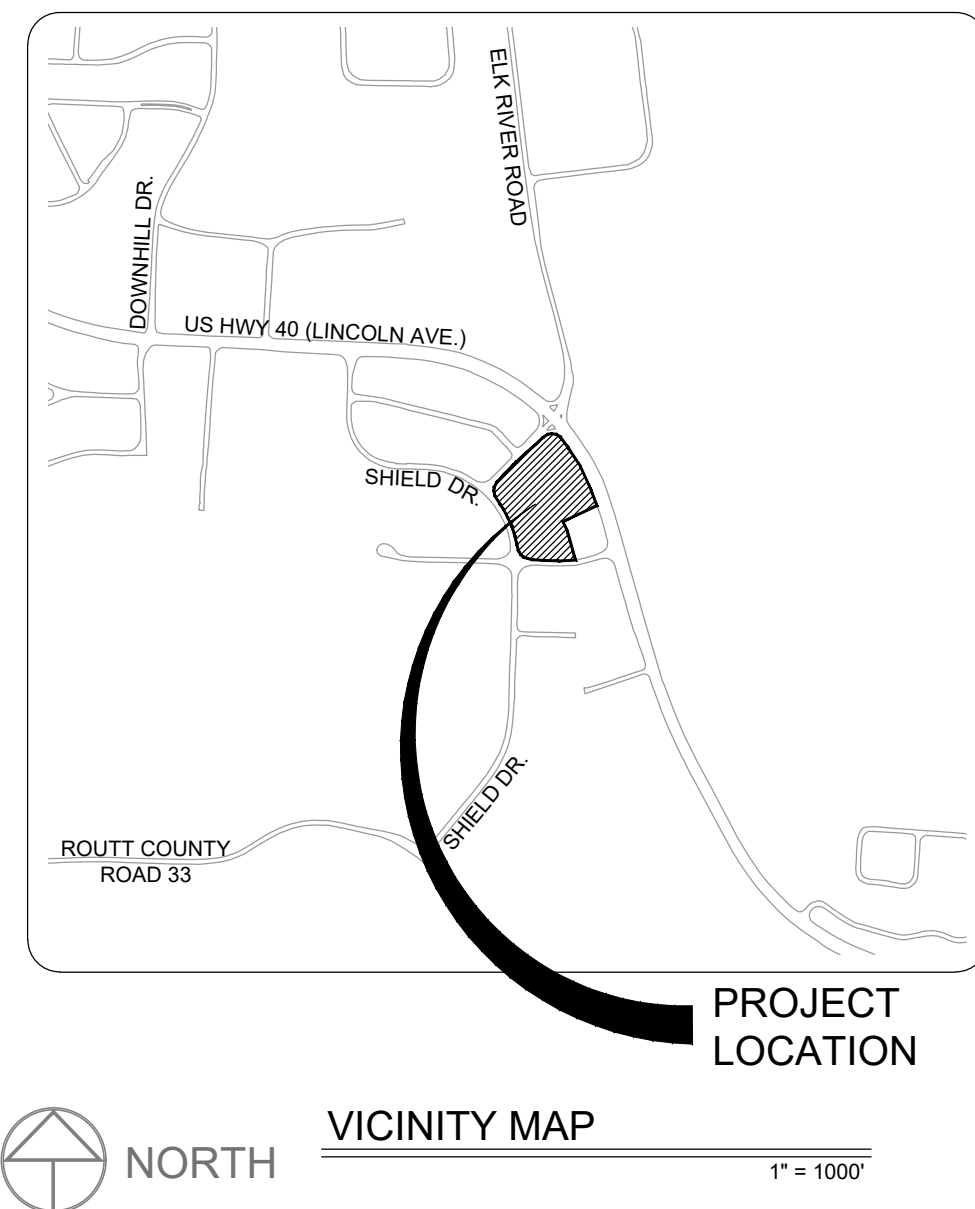 ELK RIVER ROAD
DOWNHILL DR.
US HWY 40 (LINCOLN AVE.)
SHIELD DR.
SHIELD DR.
ROUTT COUNTY
ROAD 33
PROJECT
LOCATION
VICINITY MAP
NORTH
1" = 1000'